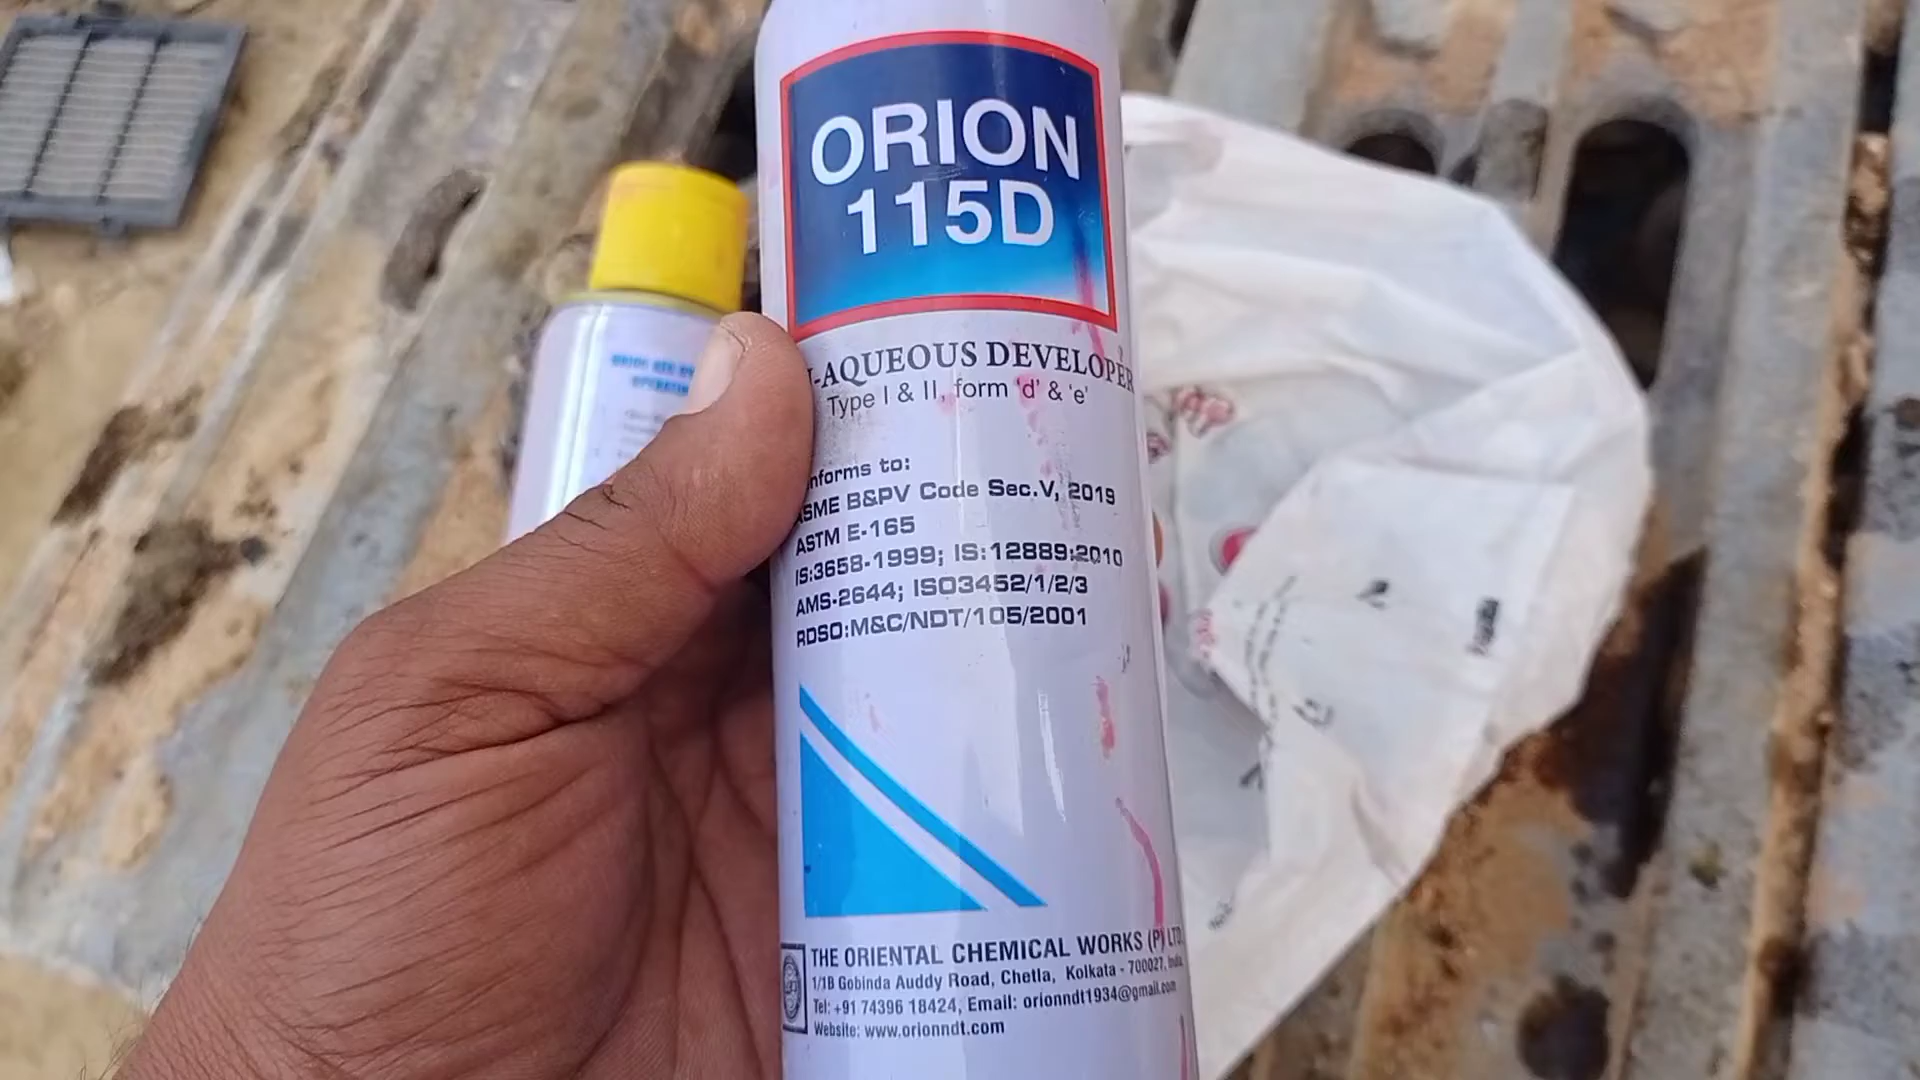 ORION
115D
-AQUEOUS DEVELOPER
Type I & II, form 'd' & 'e'
nforms to:
ASME B&PV Code Sec.V, 2019
ASTM E-165
IS:3658-1999; IS:12889:2010
AMS-2644; ISO3452/1/2/3
RDSO:M&C/NDT/105/2001
THE ORIENTAL CHEMICAL WORKS (P) LTD.
1/1B Gobinda Auddy Road, Chetla, Kolkata - 700027, India
Tel: +91 74396 18424, Email: orionndt1934@gmail.com
Website: www.orionndt.com